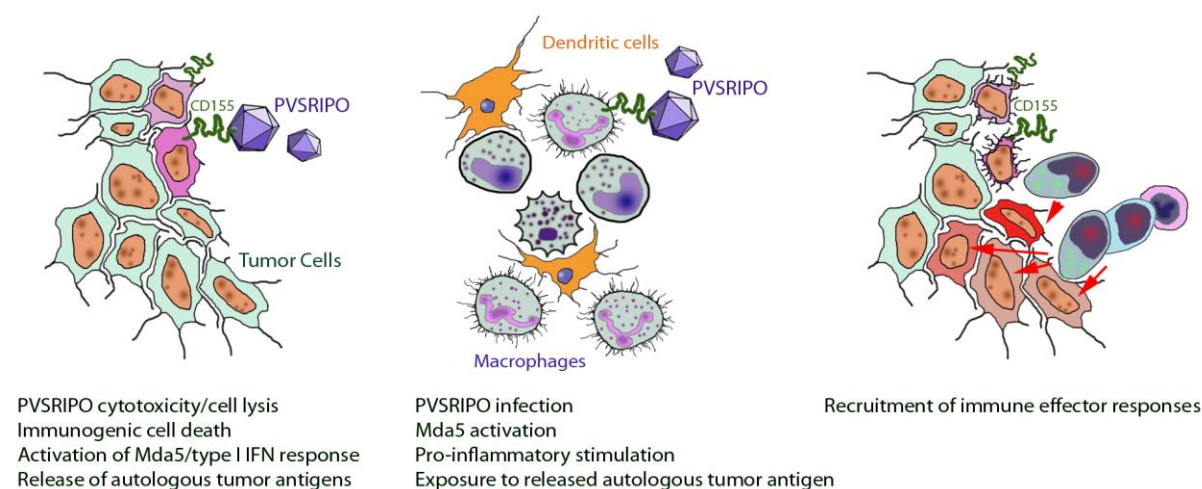 Dendritic cells
PVSRIPO
CD155
PVSRIPO
CD155
Tumor Cells
Macrophages
PVSRIPO cytotoxicity/cell lysis
Immunogenic cell death
Activation of Mda5/type I IFN response
Release of autologous tumor antigens
PVSRIPO infection
Mda5 activation
Pro-inflammatory stimulation
Exposure to released autologous tumor antigen
Recruitment of immune effector responses